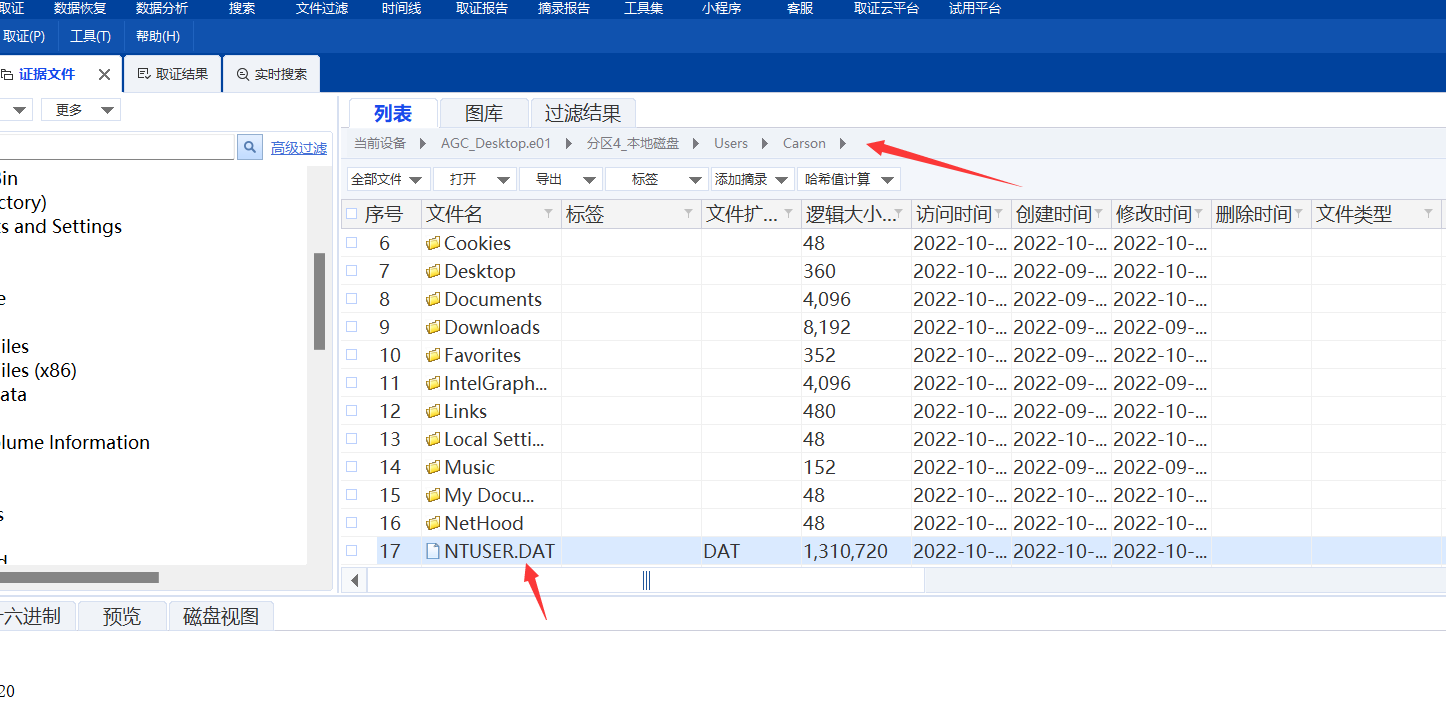 取证 数据恢复 数据分析 搜索 文件过滤 时间线 取证报告 摘录报告 工具集 小程序 客服 取证云平台 试用平台
取证(P) 工具(T) 帮助(H)
证据文件 取证结果 实时搜索
更多
高级过滤
in
ctory)
s and Settings
e
iles
iles (x86)
ata
lume Information
s
d
列表 图库 过滤结果
当前设备 AGC_Desktop.e01 分区4_本地磁盘 Users Carson
全部文件 打开 导出 标签 添加摘录 哈希值计算
序号 文件名 标签 文件扩... 逻辑大小... 访问时间 创建时间 修改时间 删除时间 文件类型
6 Cookies 48 2022-10-... 2022-10-... 2022-10-...
7 Desktop 360 2022-10-... 2022-09-... 2022-10-...
8 Documents 4,096 2022-10-... 2022-09-... 2022-10-...
9 Downloads 8,192 2022-10-... 2022-09-... 2022-09-...
10 Favorites 352 2022-10-... 2022-09-... 2022-10-...
11 IntelGraph... 4,096 2022-10-... 2022-09-... 2022-09-...
12 Links 480 2022-10-... 2022-09-... 2022-10-...
13 Local Setti... 48 2022-10-... 2022-10-... 2022-10-...
14 Music 152 2022-10-... 2022-09-... 2022-09-...
15 My Docu... 48 2022-10-... 2022-10-... 2022-10-...
16 NetHood 48 2022-10-... 2022-10-... 2022-10-...
17 NTUSER.DAT DAT 1,310,720 2022-10-... 2022-10-... 2022-10-...
十六进制 预览 磁盘视图
20